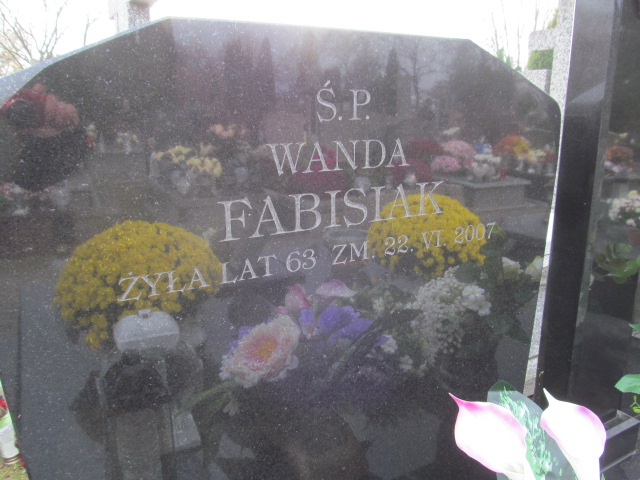 Ś.P.
WANDA
FABISIAK
ŻYŁA LAT 63 ZM. 22. VI. 2007